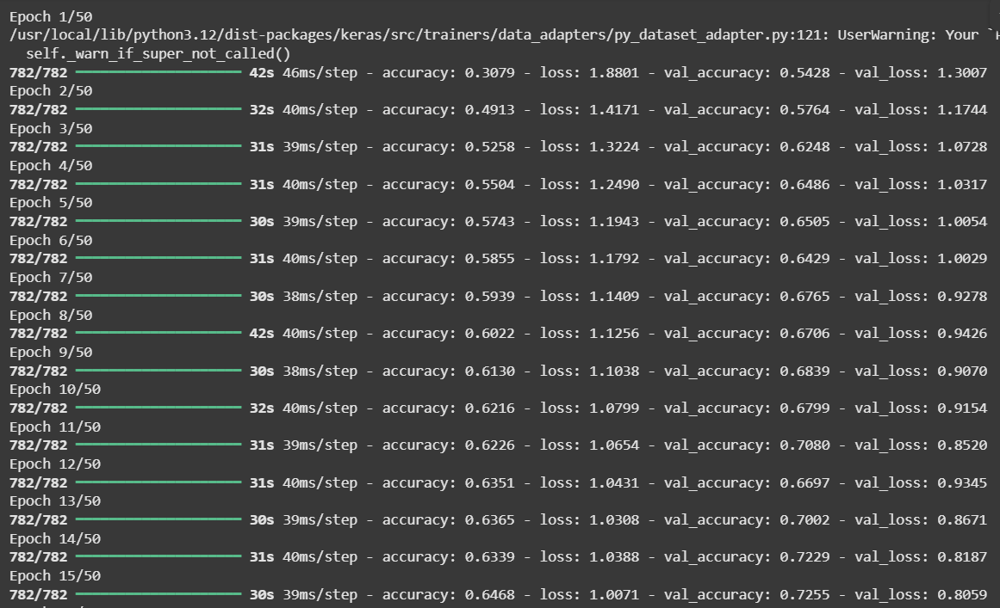 Epoch 1/50
/usr/local/lib/python3.12/dist-packages/keras/src/trainers/data_adapters/py_dataset_adapter.py:121: UserWarning: Your `
self._warn_if_super_not_called()
782/782 ━━━━━━━━━━━━━━━━━━━━ 42s 46ms/step - accuracy: 0.3079 - loss: 1.8801 - val_accuracy: 0.5428 - val_loss: 1.3007
Epoch 2/50
782/782 ━━━━━━━━━━━━━━━━━━━━ 32s 40ms/step - accuracy: 0.4913 - loss: 1.4171 - val_accuracy: 0.5764 - val_loss: 1.1744
Epoch 3/50
782/782 ━━━━━━━━━━━━━━━━━━━━ 31s 39ms/step - accuracy: 0.5258 - loss: 1.3224 - val_accuracy: 0.6248 - val_loss: 1.0728
Epoch 4/50
782/782 ━━━━━━━━━━━━━━━━━━━━ 31s 40ms/step - accuracy: 0.5504 - loss: 1.2490 - val_accuracy: 0.6486 - val_loss: 1.0317
Epoch 5/50
782/782 ━━━━━━━━━━━━━━━━━━━━ 30s 39ms/step - accuracy: 0.5743 - loss: 1.1943 - val_accuracy: 0.6505 - val_loss: 1.0054
Epoch 6/50
782/782 ━━━━━━━━━━━━━━━━━━━━ 31s 40ms/step - accuracy: 0.5855 - loss: 1.1792 - val_accuracy: 0.6429 - val_loss: 1.0029
Epoch 7/50
782/782 ━━━━━━━━━━━━━━━━━━━━ 30s 38ms/step - accuracy: 0.5939 - loss: 1.1409 - val_accuracy: 0.6765 - val_loss: 0.9278
Epoch 8/50
782/782 ━━━━━━━━━━━━━━━━━━━━ 42s 40ms/step - accuracy: 0.6022 - loss: 1.1256 - val_accuracy: 0.6706 - val_loss: 0.9426
Epoch 9/50
782/782 ━━━━━━━━━━━━━━━━━━━━ 30s 38ms/step - accuracy: 0.6130 - loss: 1.1038 - val_accuracy: 0.6839 - val_loss: 0.9070
Epoch 10/50
782/782 ━━━━━━━━━━━━━━━━━━━━ 32s 40ms/step - accuracy: 0.6216 - loss: 1.0799 - val_accuracy: 0.6799 - val_loss: 0.9154
Epoch 11/50
782/782 ━━━━━━━━━━━━━━━━━━━━ 31s 39ms/step - accuracy: 0.6226 - loss: 1.0654 - val_accuracy: 0.7080 - val_loss: 0.8520
Epoch 12/50
782/782 ━━━━━━━━━━━━━━━━━━━━ 31s 40ms/step - accuracy: 0.6351 - loss: 1.0431 - val_accuracy: 0.6697 - val_loss: 0.9345
Epoch 13/50
782/782 ━━━━━━━━━━━━━━━━━━━━ 30s 39ms/step - accuracy: 0.6365 - loss: 1.0308 - val_accuracy: 0.7002 - val_loss: 0.8671
Epoch 14/50
782/782 ━━━━━━━━━━━━━━━━━━━━ 31s 40ms/step - accuracy: 0.6339 - loss: 1.0388 - val_accuracy: 0.7229 - val_loss: 0.8187
Epoch 15/50
782/782 ━━━━━━━━━━━━━━━━━━━━ 30s 39ms/step - accuracy: 0.6468 - loss: 1.0071 - val_accuracy: 0.7255 - val_loss: 0.8059